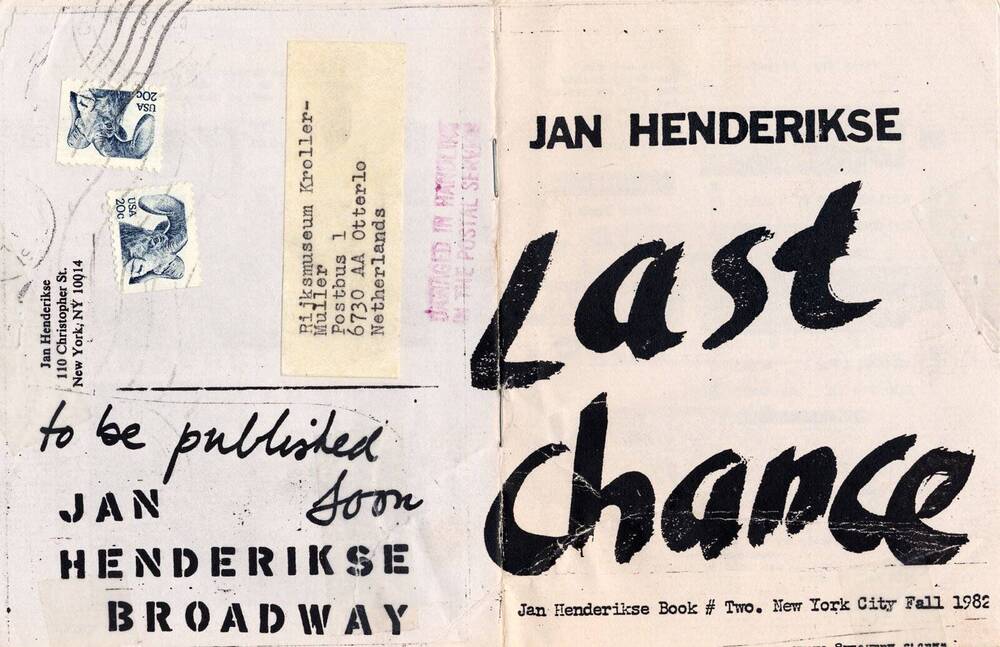 USA
20c
USA
20c
Jan Henderikse
110 Christopher St.
New York, NY 10014
Rijksmuseum Kroller-
Muller
Postbus 1
6730 AA Otterlo
Netherlands
DAMAGED IN HANDLING
IN THE POSTAL SERVICE
to be published
soon
JAN
HENDERIKSE
BROADWAY
JAN HENDERIKSE
Last
chance
Jan Henderikse Book # Two. New York City Fall 1982